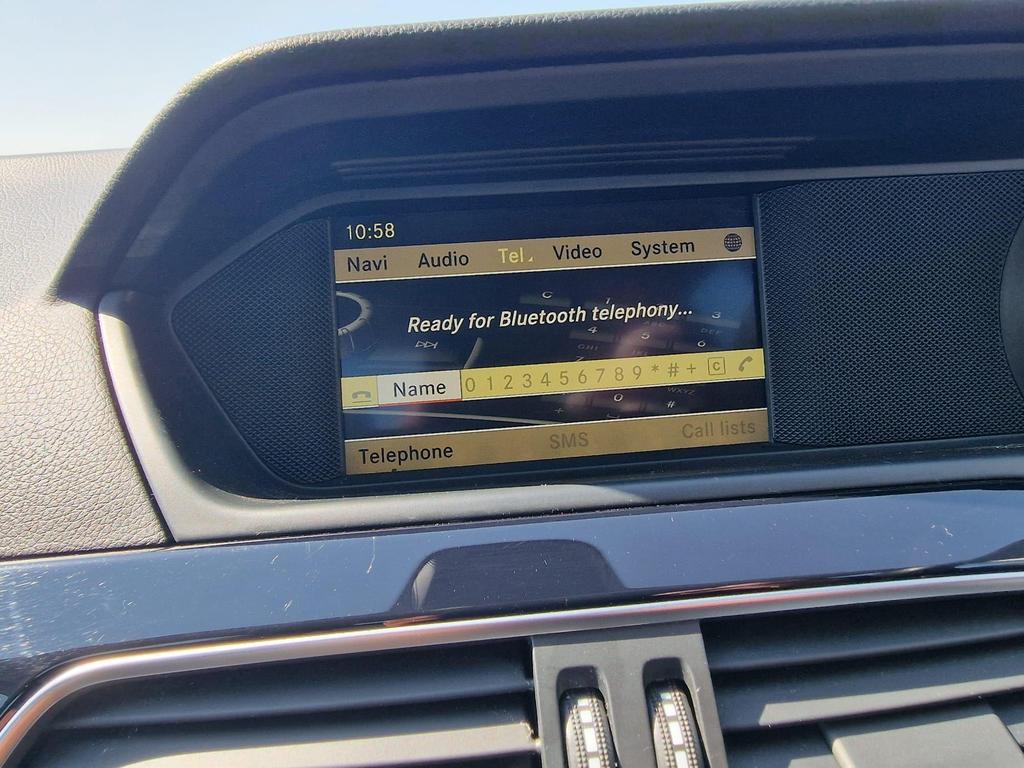 10:58
Navi Audio Tel Video System
Ready for Bluetooth telephony...
Name 0 1 2 3 4 5 6 7 8 9 * # + C
Telephone SMS Call lists